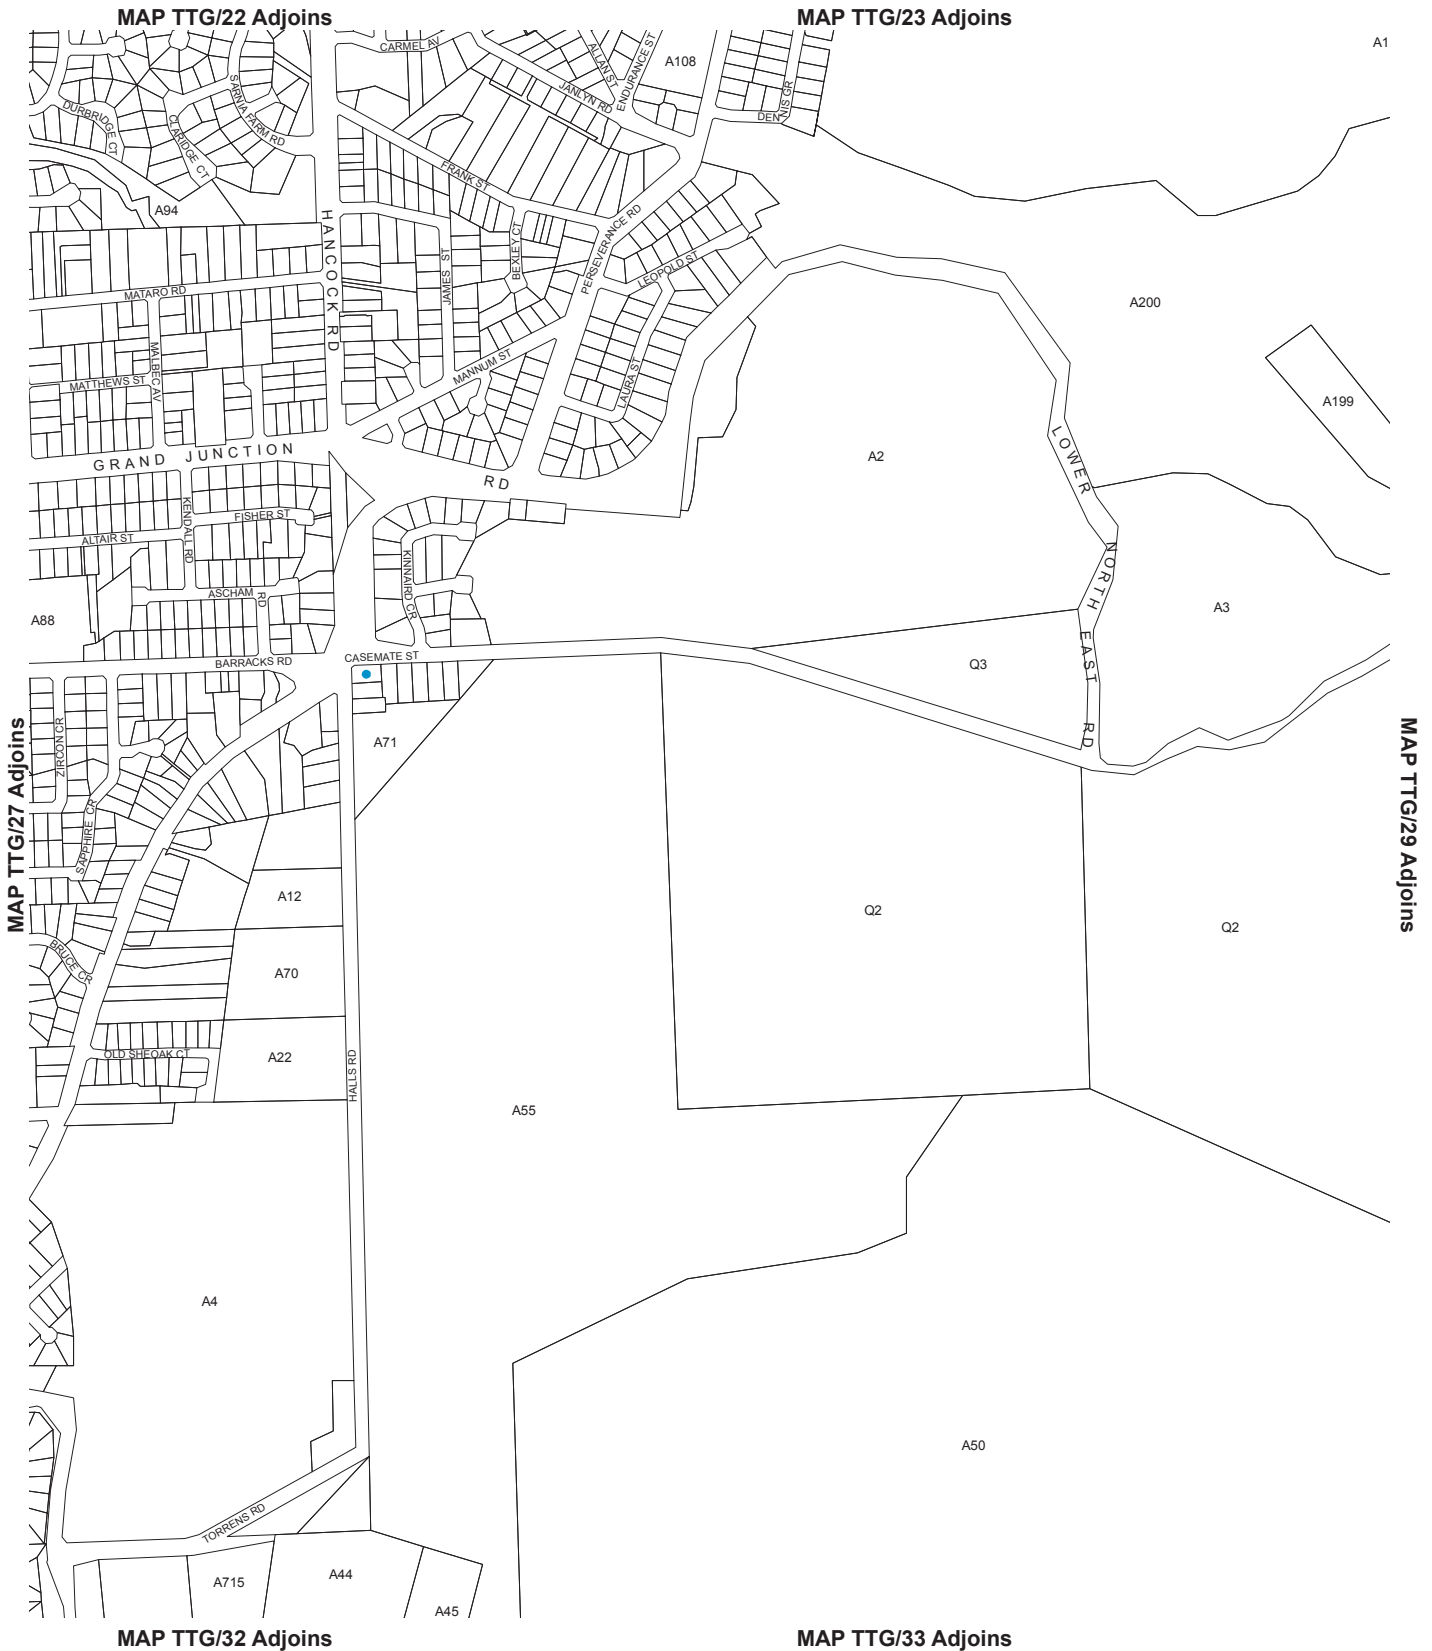 MAP TTG/22 Adjoins
MAP TTG/23 Adjoins
A1
CARMEL AV
ALLAN ST
ENDURANCE ST
A108
JANLYN RD
DENNIS GR
DURBRIDGE CT
CLARIDGE CT
SARNIA FARM RD
FRANK ST
A94
HANCOCK RD
JAMES ST
BEXLEY CT
PERSEVERANCE RD
LEOPOLD ST
MATARO RD
A200
MALBEC AV
MATTHEWS ST
MANNUM ST
LAURA ST
A199
GRAND JUNCTION
RD
A2
LOWER
NORTH
EAST
RD
KENDALL RD
FISHER ST
ALTAIR ST
KINNAIRD CR
ASCHAM
RD
A88
A3
BARRACKS RD
CASEMATE ST
Q3
MAP TTG/27 Adjoins
MAP TTG/29 Adjoins
ZIRCON CR
A71
SAPPHIRE CR
A12
Q2
Q2
BRUCE CR
A70
OLD SHEOAK CT
A22
HALLS RD
A55
A4
A50
TORRENS RD
A715
A44
A45
MAP TTG/32 Adjoins
MAP TTG/33 Adjoins